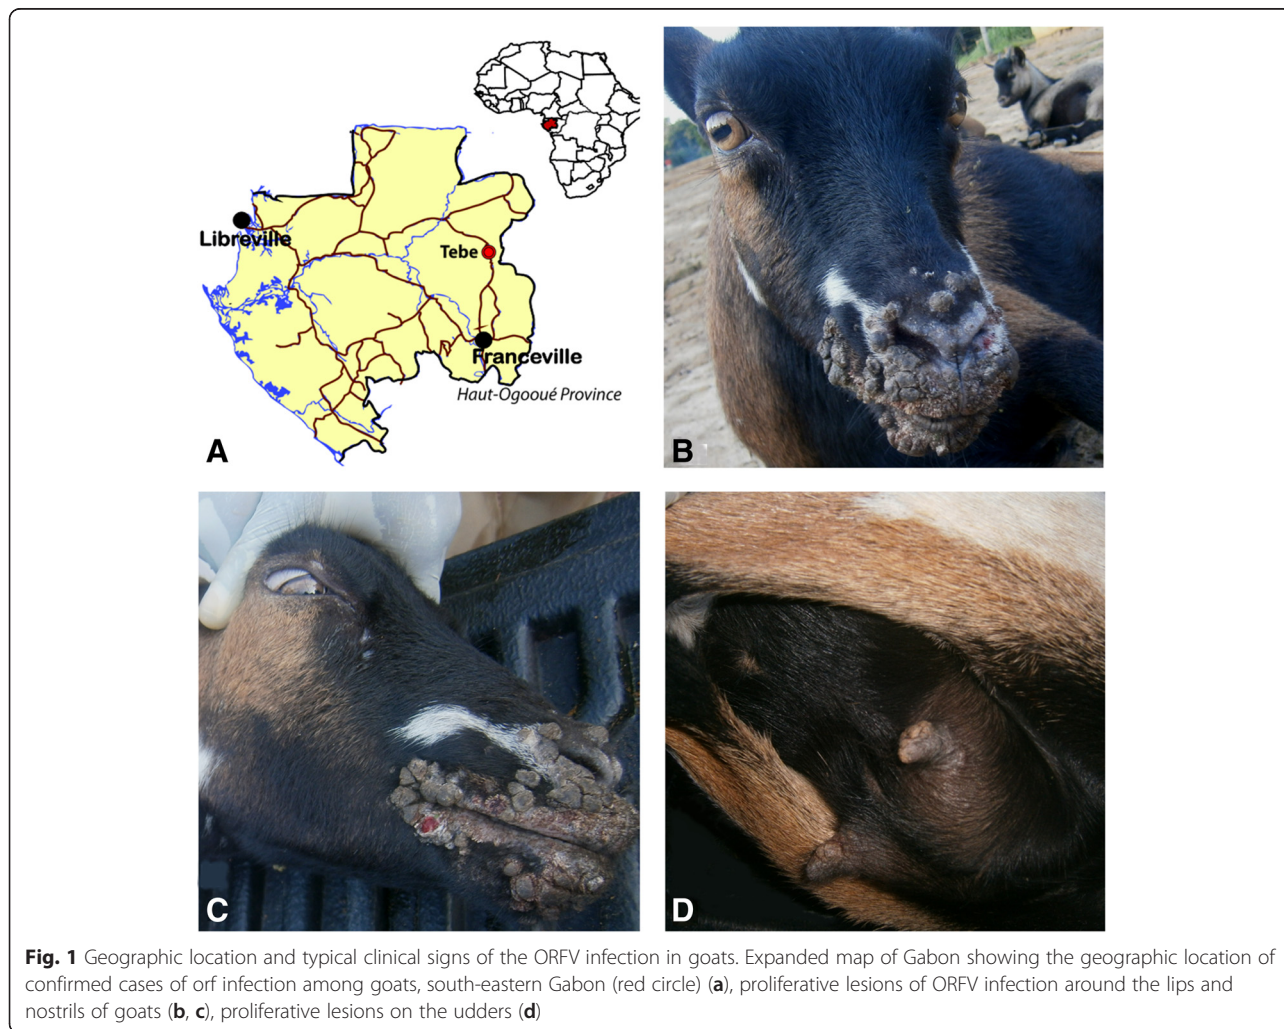 Libreville
Tebe
Franceville
Haut-Ogooué Province
A
B
C
D
Fig. 1 Geographic location and typical clinical signs of the ORFV infection in goats. Expanded map of Gabon showing the geographic location of
confirmed cases of orf infection among goats, south-eastern Gabon (red circle) (a), proliferative lesions of ORFV infection around the lips and
nostrils of goats (b, c), proliferative lesions on the udders (d)